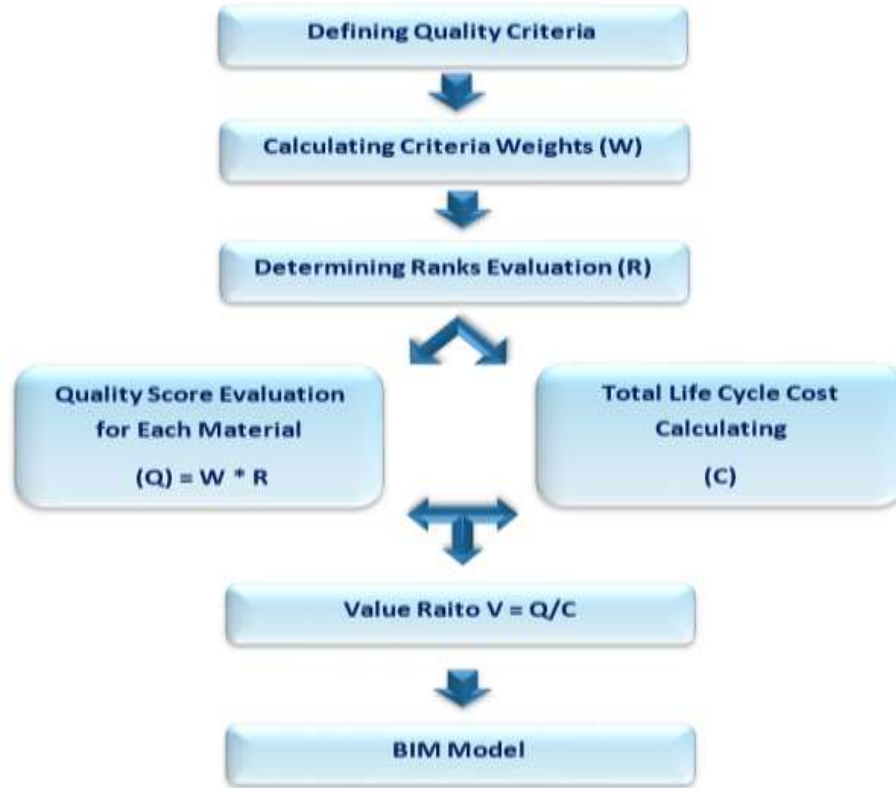 Defining Quality Criteria
Calculating Criteria Weights (W)
Determining Ranks Evaluation (R)
Quality Score Evaluation
for Each Material
(Q) = W * R
Total Life Cycle Cost
Calculating
(C)
Value Raito V = Q/C
BIM Model